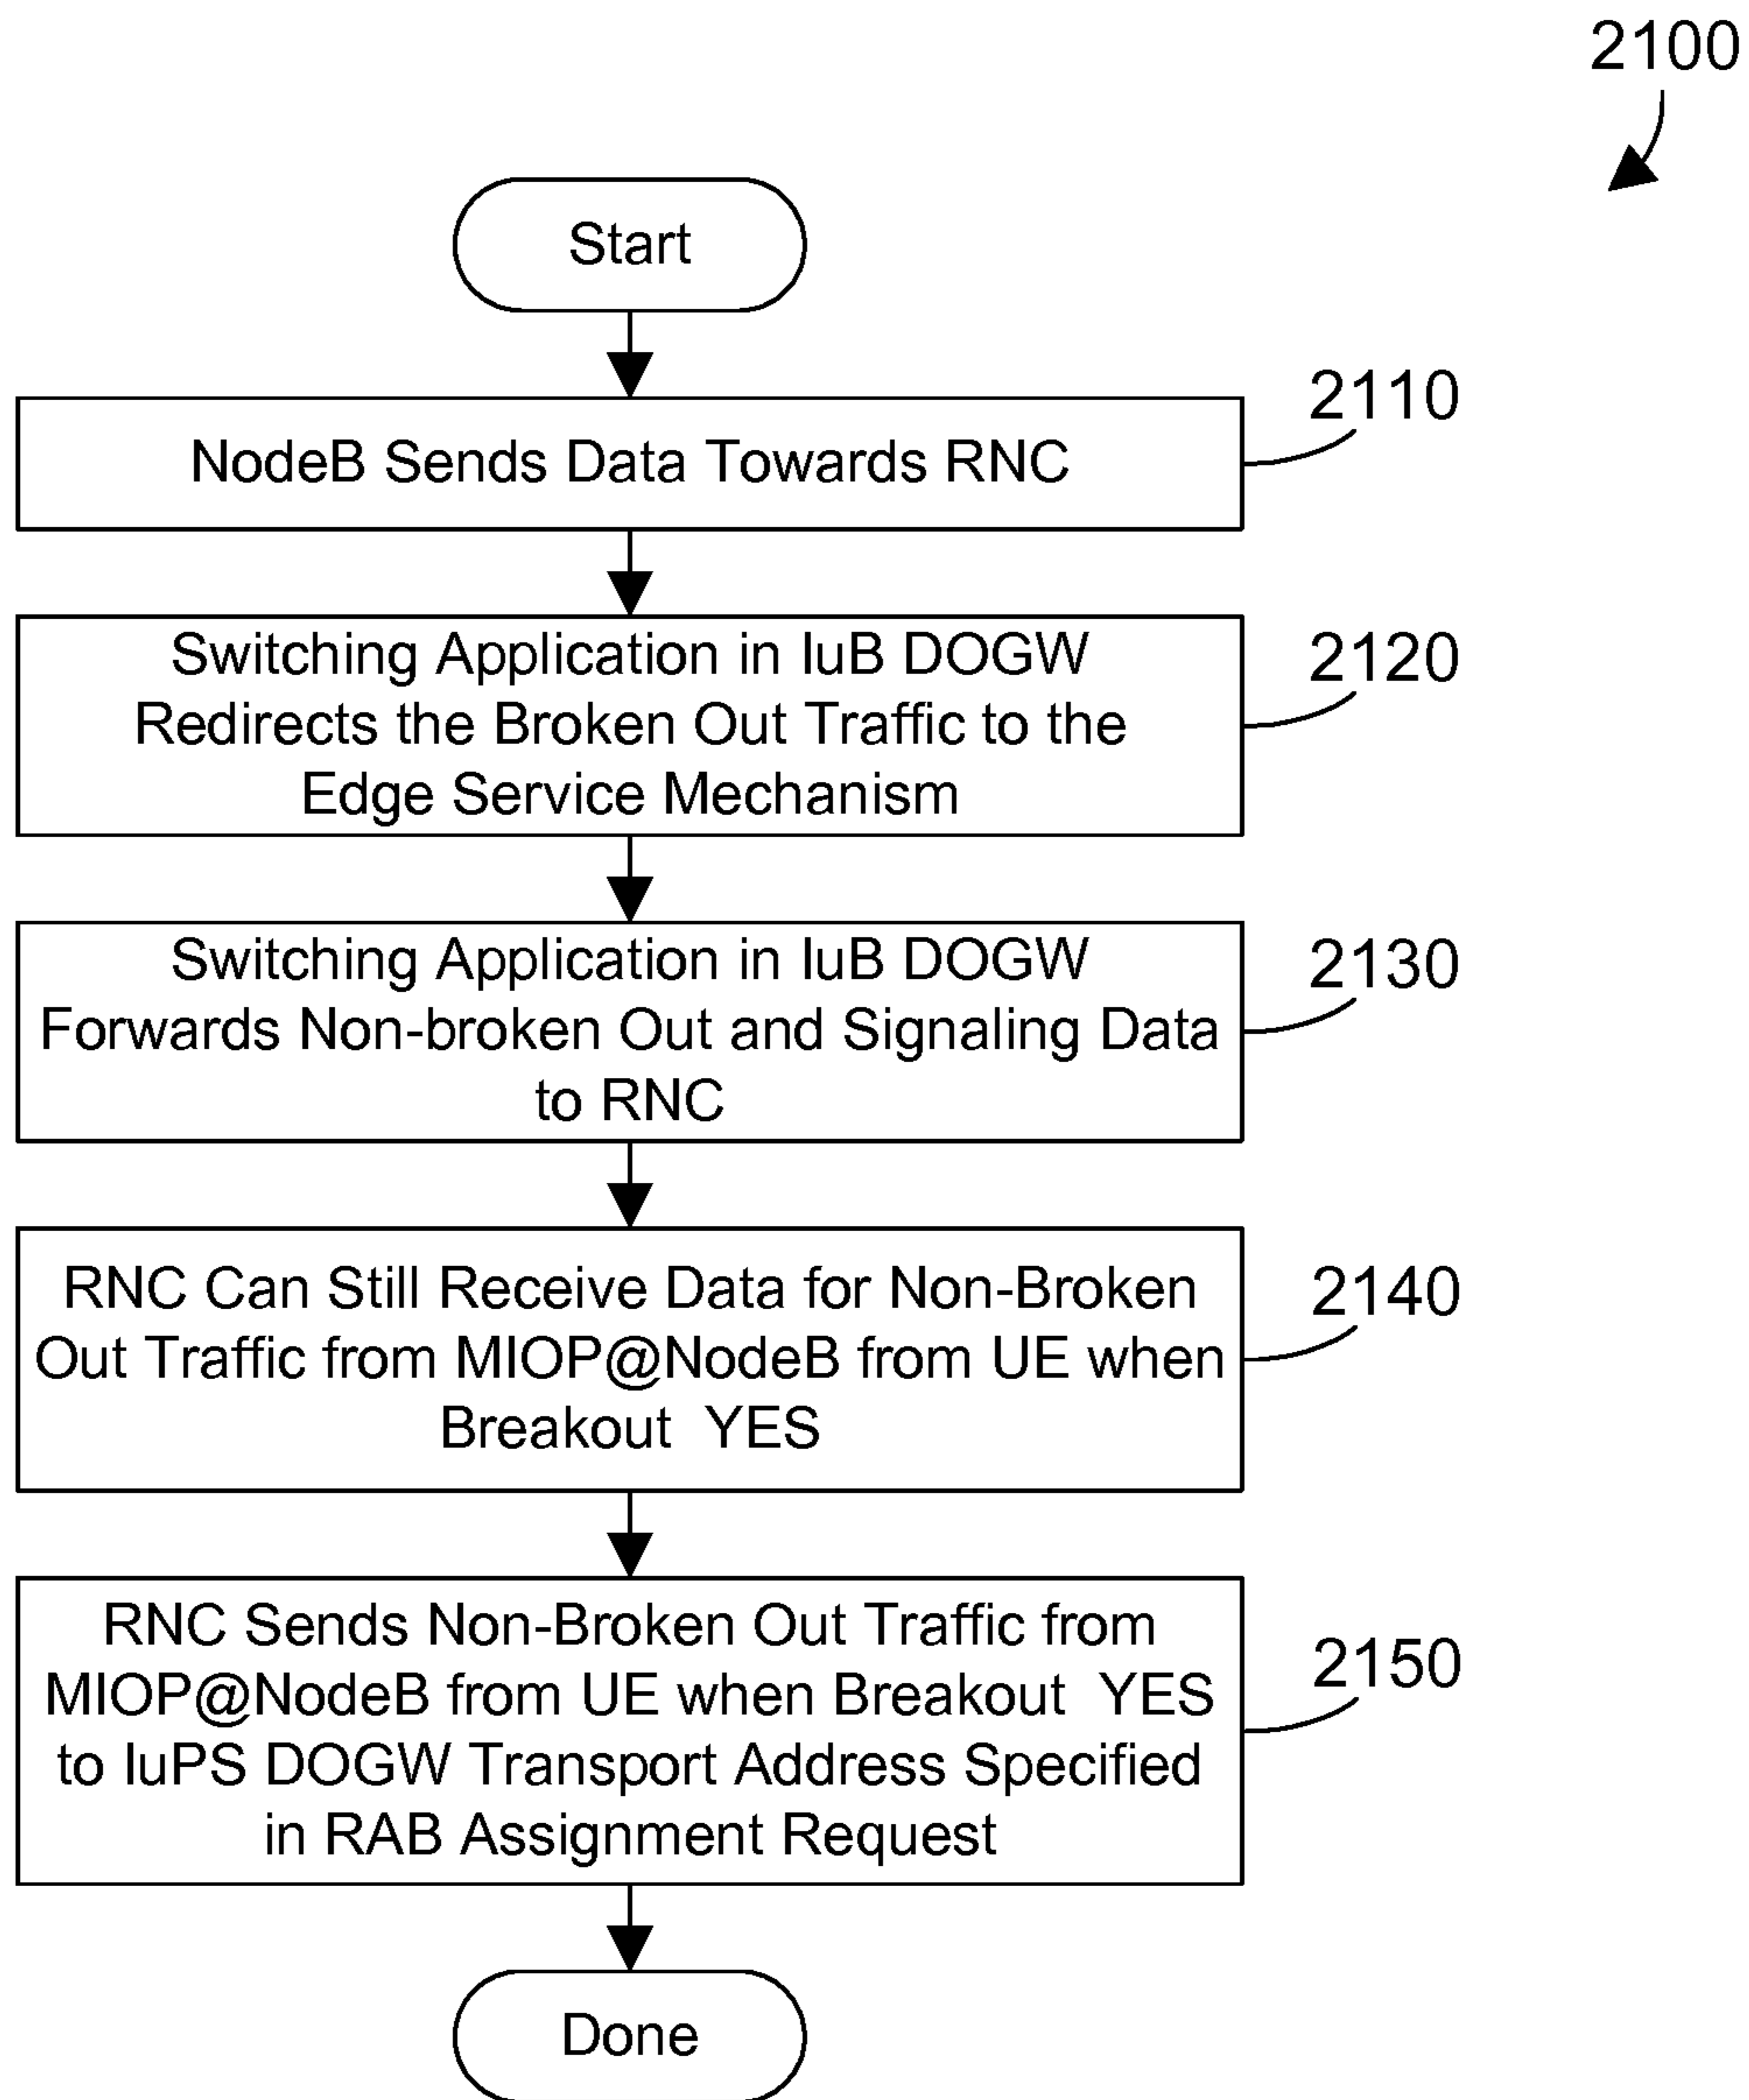 2100
Start
2110
NodeB Sends Data Towards RNC
2120
Switching Application in IuB DOGW
Redirects the Broken Out Traffic to the
Edge Service Mechanism
2130
Switching Application in IuB DOGW
Forwards Non-broken Out and Signaling Data
to RNC
2140
RNC Can Still Receive Data for Non-Broken
Out Traffic from MIOP@NodeB from UE when
Breakout YES
2150
RNC Sends Non-Broken Out Traffic from
MIOP@NodeB from UE when Breakout YES
to IuPS DOGW Transport Address Specified
in RAB Assignment Request
Done